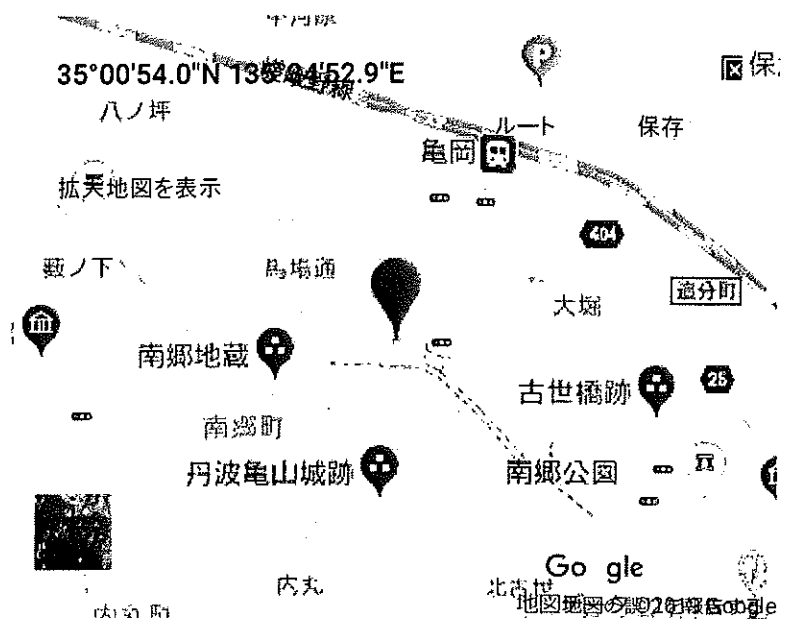 35°00'54.0"N 135°04'52.9"E
八ノ坪
ルート
保存
亀岡
拡大地図を表示
404
藪ノ下
馬場通
大堀
追分町
南郷地蔵
古世橋跡
25
南郷町
丹波亀山城跡
南郷公園
内丸
Google